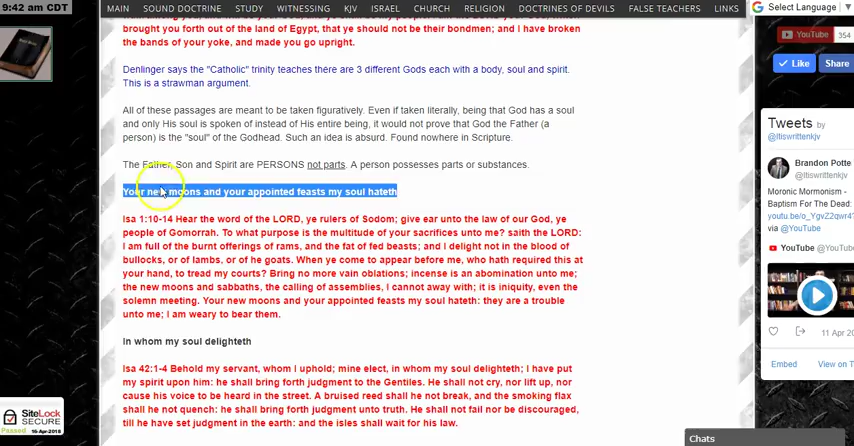 9:42 am CDT
MAIN SOUND DOCTRINE STUDY WITNESSING KJV ISRAEL CHURCH RELIGION DOCTRINES OF DEVILS FALSE TEACHERS LINKS
Select Language ▼
brought you forth out of the land of Egypt, that ye should not be their bondmen; and I have broken
the bands of your yoke, and made you go upright.
Denlinger says the "Catholic" trinity teaches there are 3 different Gods each with a body, soul and spirit.
This is a strawman argument.
All of these passages are meant to be taken figuratively. Even if taken literally, being that God has a soul
and only His soul is spoken of instead of His entire being, it would not prove that God the Father (a
person) is the "soul" of the Godhead. Such an idea is absurd. Found nowhere in Scripture.
The Father, Son and Spirit are PERSONS not parts. A person possesses parts or substances.
Your new moons and your appointed feasts my soul hateth
Isa 1:10-14 Hear the word of the LORD, ye rulers of Sodom; give ear unto the law of our God, ye
people of Gomorrah. To what purpose is the multitude of your sacrifices unto me? saith the LORD:
I am full of the burnt offerings of rams, and the fat of fed beasts; and I delight not in the blood of
bullocks, or of lambs, or of he goats. When ye come to appear before me, who hath required this at
your hand, to tread my courts? Bring no more vain oblations; incense is an abomination unto me;
the new moons and sabbaths, the calling of assemblies, I cannot away with; it is iniquity, even the
solemn meeting. Your new moons and your appointed feasts my soul hateth: they are a trouble
unto me; I am weary to bear them.
In whom my soul delighteth
Isa 42:1-4 Behold my servant, whom I uphold; mine elect, in whom my soul delighteth; I have put
my spirit upon him: he shall bring forth judgment to the Gentiles. He shall not cry, nor lift up, nor
cause his voice to be heard in the street. A bruised reed shall he not break, and the smoking flax
shall he not quench: he shall bring forth judgment unto truth. He shall not fail nor be discouraged,
till he have set judgment in the earth: and the isles shall wait for his law.
YouTube 354
Like Share
Tweets by
@itiswrittenkjv
Brandon Potte
@itiswrittenkjv
Moronic Mormonism -
Baptism For The Dead:
youtu.be/o_YgvZ2qwr4?
via @YouTube
YouTube @YouTube
11 Apr 20
Embed View on T
SiteLock
SECURE
Passed 16-Apr-2018
Chats